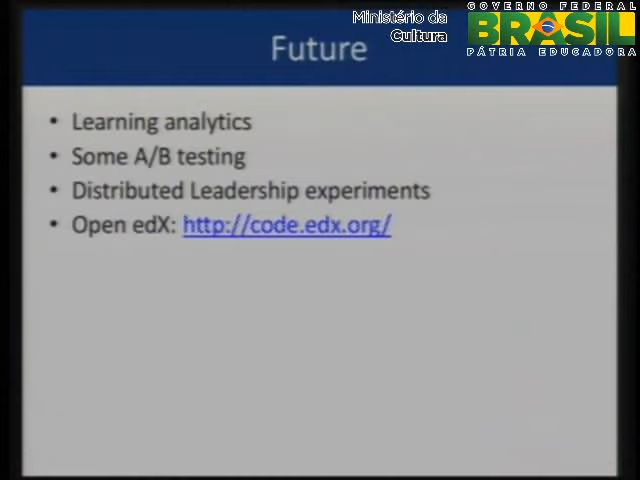 Ministério da
Cultura
GOVERNO FEDERAL
BRASIL
PÁTRIA EDUCADORA
Future
• Learning analytics
• Some A/B testing
• Distributed Leadership experiments
• Open edX: http://code.edx.org/